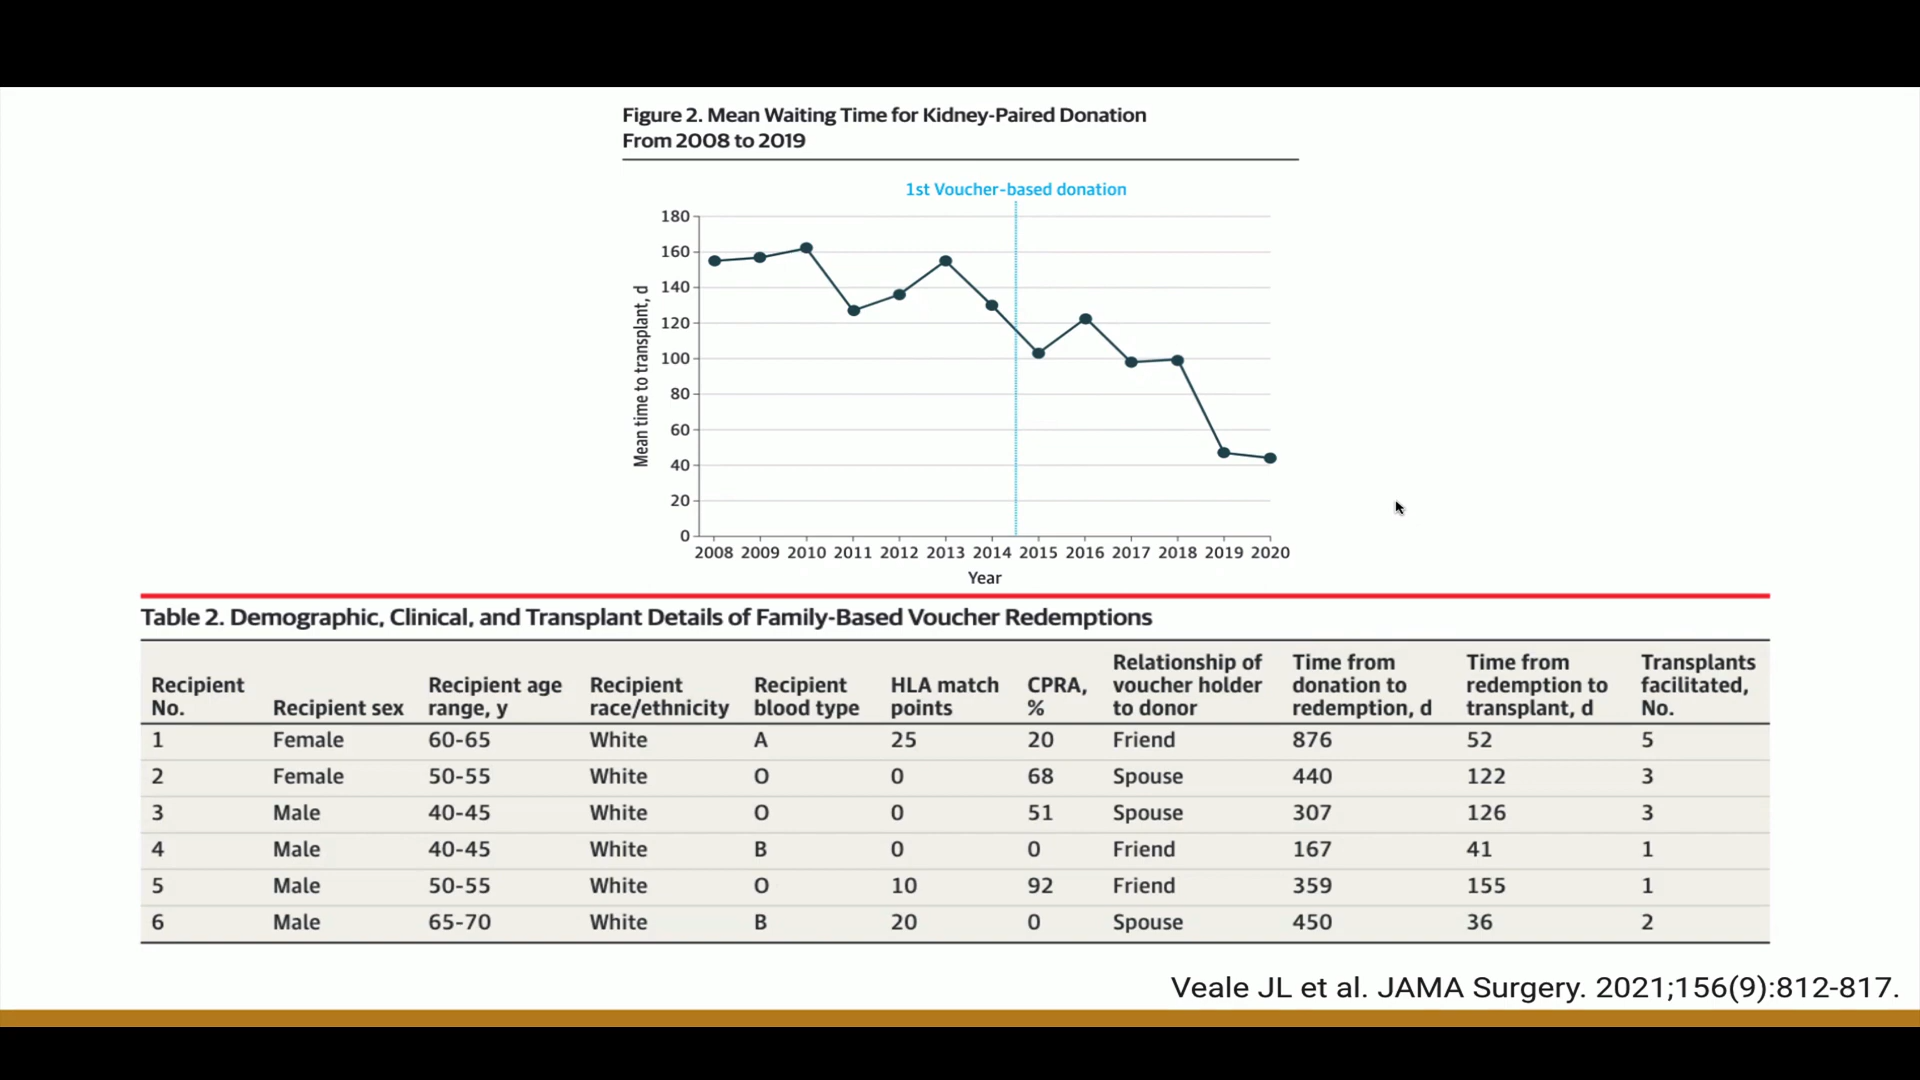 Figure 2. Mean Waiting Time for Kidney-Paired Donation
From 2008 to 2019
1st Voucher-based donation
180
160
140
120
100
80
60
40
20
0
Mean time to transplant, d
2008 2009 2010 2011 2012 2013 2014 2015 2016 2017 2018 2019 2020
Year
Table 2. Demographic, Clinical, and Transplant Details of Family-Based Voucher Redemptions
Recipient No. Recipient sex Recipient age range, y Recipient race/ethnicity Recipient blood type HLA match points CPRA, % Relationship of voucher holder to donor Time from donation to redemption, d Time from redemption to transplant, d Transplants facilitated, No.
1 Female 60-65 White A 25 20 Friend 876 52 5
2 Female 50-55 White O 0 68 Spouse 440 122 3
3 Male 40-45 White O 0 51 Spouse 307 126 3
4 Male 40-45 White B 0 0 Friend 167 41 1
5 Male 50-55 White O 10 92 Friend 359 155 1
6 Male 65-70 White B 20 0 Spouse 450 36 2
Veale JL et al. JAMA Surgery. 2021;156(9):812-817.